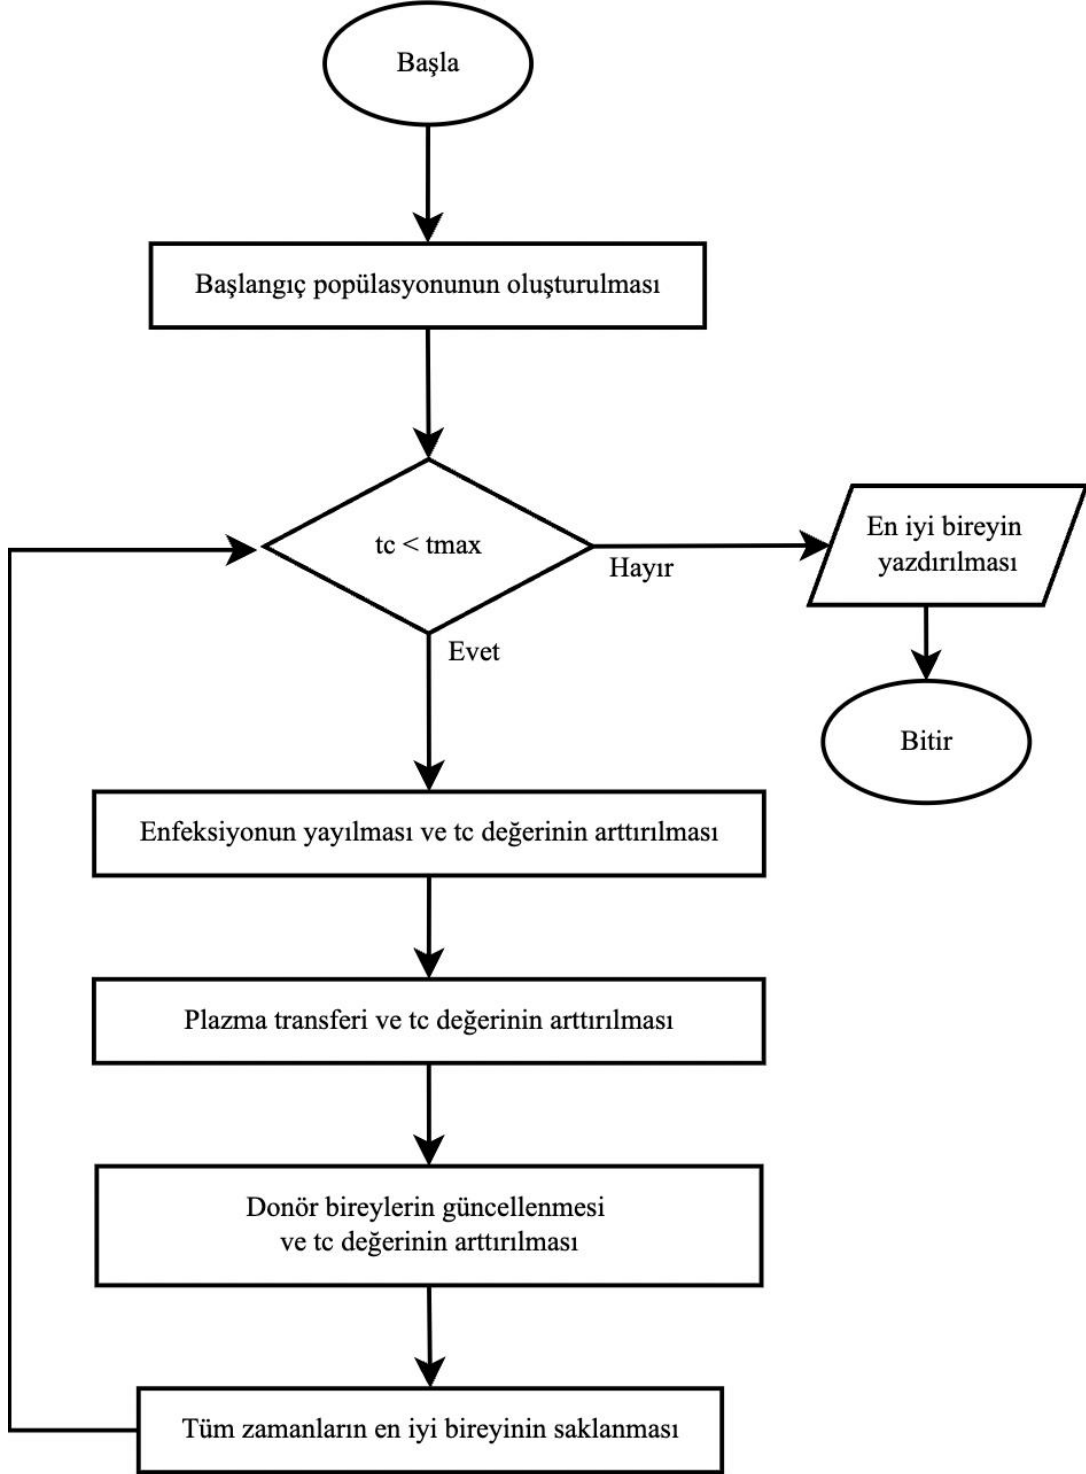 Başla
Başlangıç popülasyonunun oluşturulması
tc < tmax
Hayır
En iyi bireyin
yazdırılması
Bitir
Evet
Enfeksiyonun yayılması ve tc değerinin arttırılması
Plazma transferi ve tc değerinin arttırılması
Donör bireylerin güncellenmesi
ve tc değerinin arttırılması
Tüm zamanların en iyi bireyinin saklanması